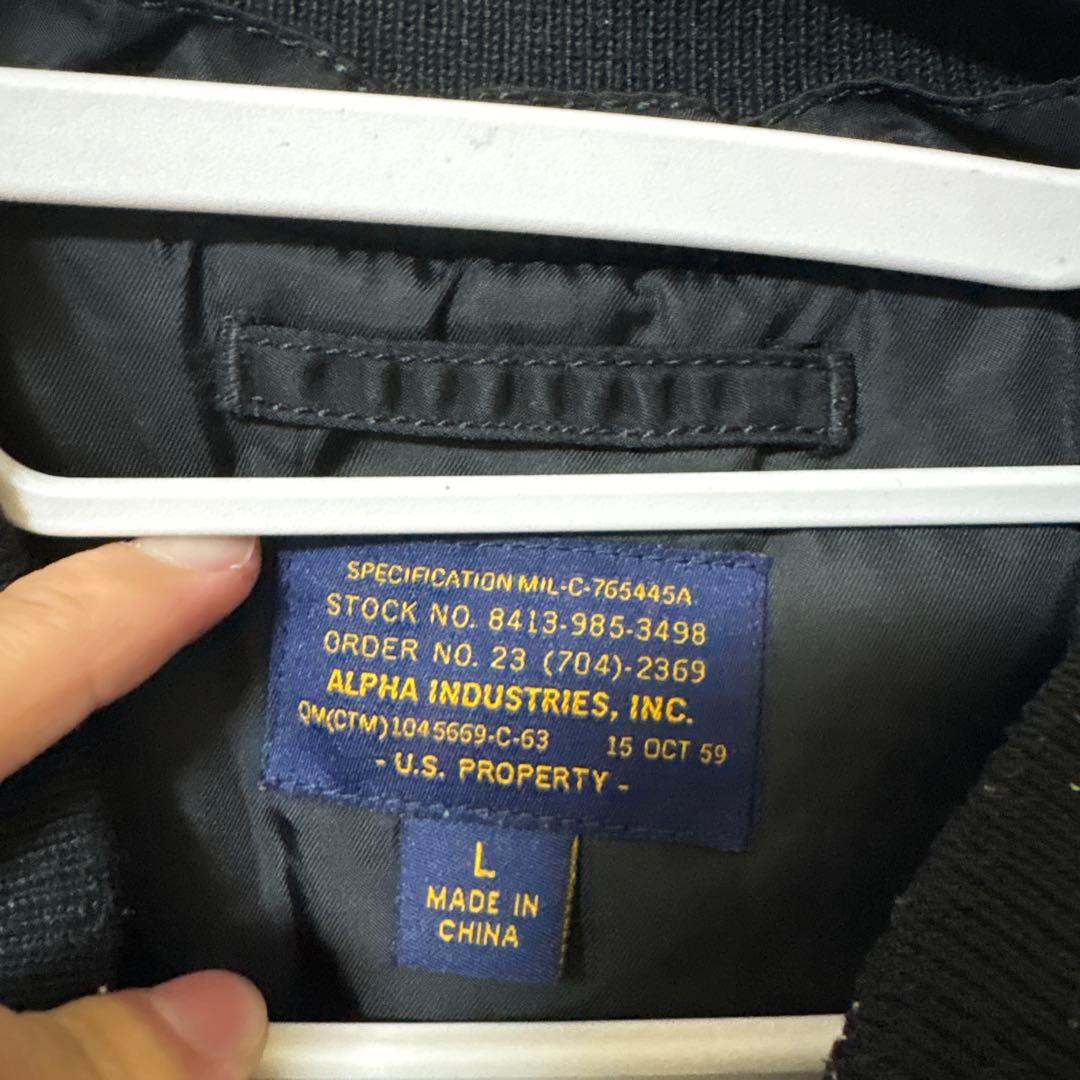 SPECIFICATION MIL-C-765445A
STOCK NO. 8413-985-3498
ORDER NO. 23 (704)-2369
ALPHA INDUSTRIES, INC.
QM(CTM)1045669-C-63 15 OCT 59
- U.S. PROPERTY -
L
MADE IN
CHINA